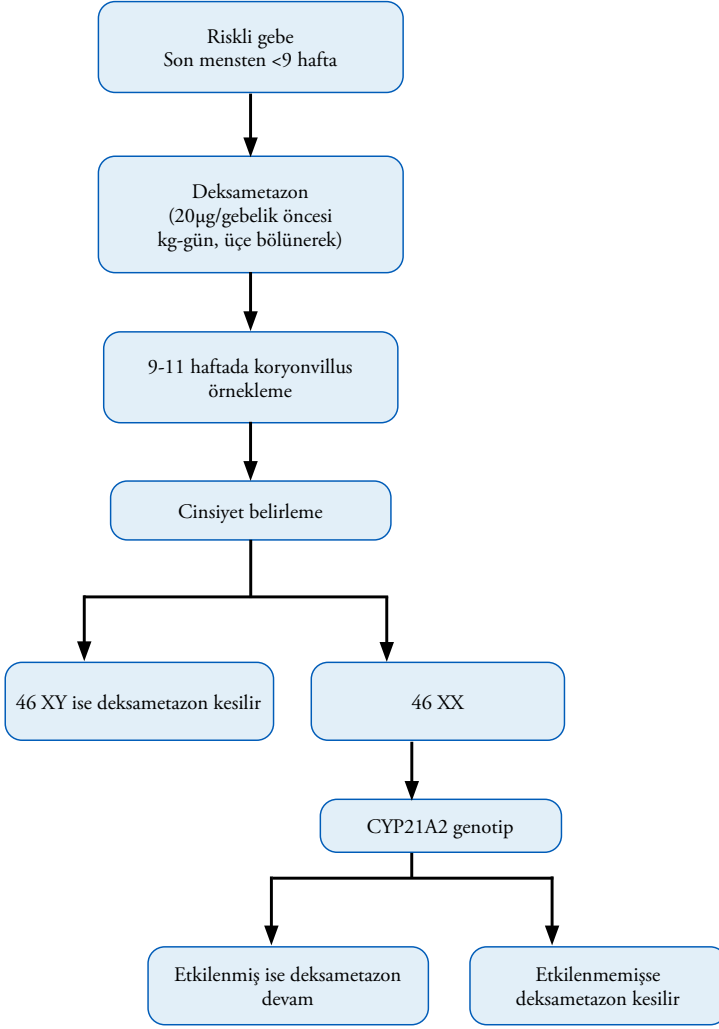 Riskli gebe
Son mensten <9 hafta
Deksametazon
(20µg/gebelik öncesi
kg-gün, üçe bölünerek)
9-11 haftada koryonvillus
örnekleme
Cinsiyet belirleme
46 XY ise deksametazon kesilir
46 XX
CYP21A2 genotip
Etkilenmiş ise deksametazon
devam
Etkilenmemişse
deksametazon kesilir